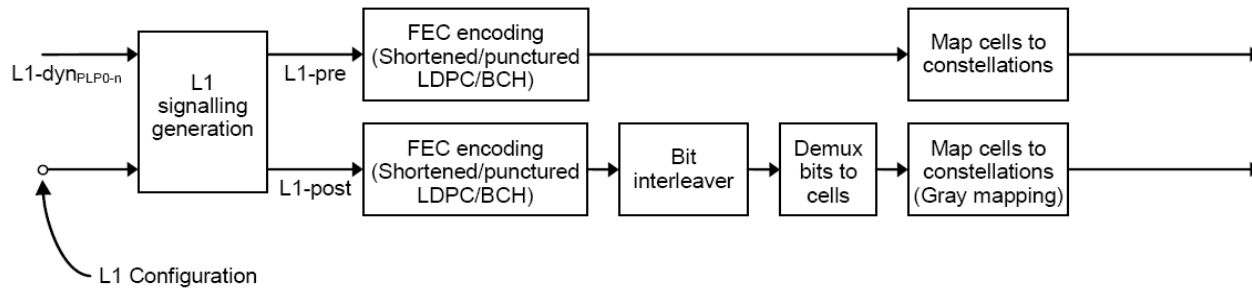 L1-dynPLP0-n
L1
signalling
generation
L1-pre
FEC encoding
(Shortened/punctured
LDPC/BCH)
Map cells to
constellations
L1-post
FEC encoding
(Shortened/punctured
LDPC/BCH)
Bit
interleaver
Demux
bits to
cells
Map cells to
constellations
(Gray mapping)
L1 Configuration